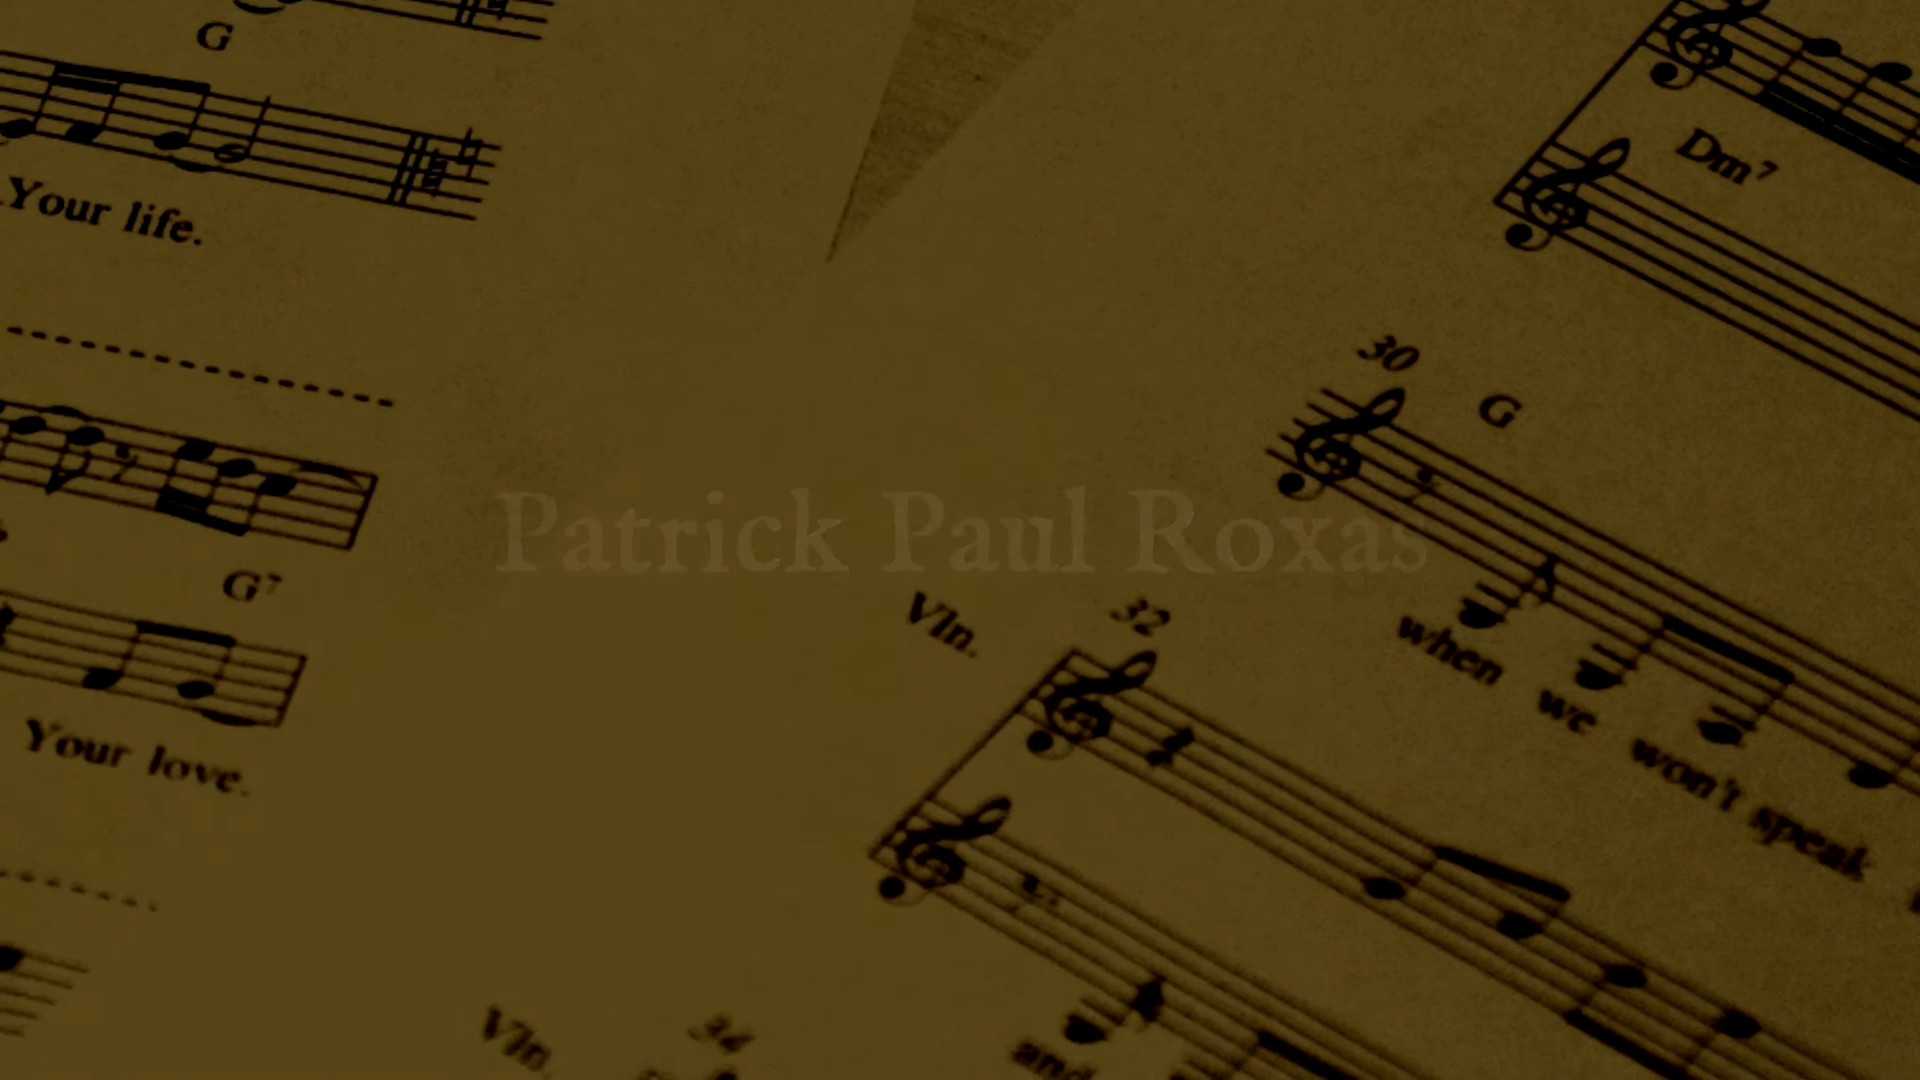 G
Your life.
G7
Your love.
Dm7
30
G
when we won't speak
Patrick Paul Roxas
Vln.
32
and
Vln.
34